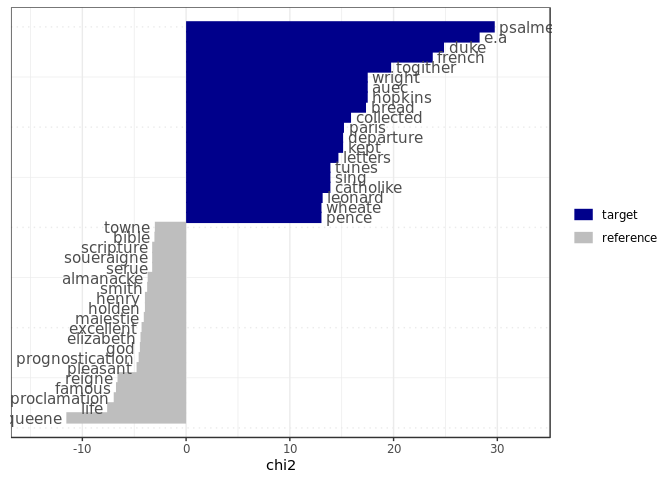 psalme
e.a
duke
french
togither
wright
auec
hopkins
bread
collected
paris
departure
kept
letters
tunes
sing
catholike
leonard
wheate
pence
towne
bible
scripture
soueraigne
serue
almanacke
smith
henry
holden
maiestie
excellent
elizabeth
god
prognostication
pleasant
reigne
famous
proclamation
life
queene
target
reference
-10 0 10 20 30
chi2